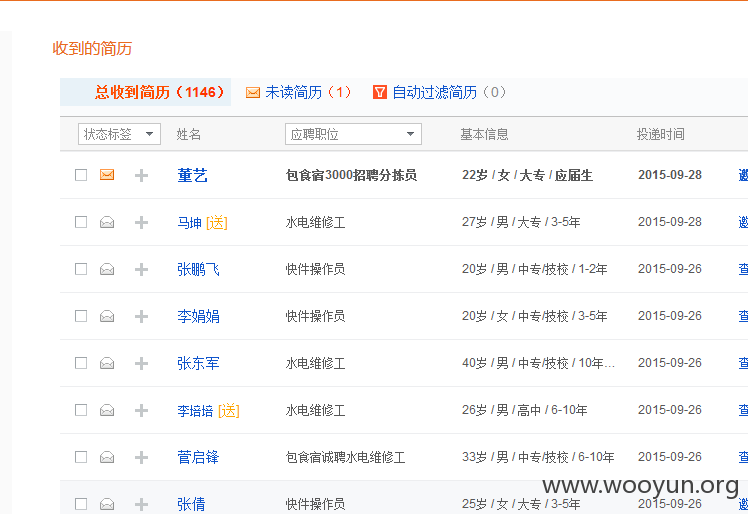 收到的简历
总收到简历（1146） 未读简历（1） 自动过滤简历（0）
状态标签 姓名 应聘职位 基本信息 投递时间
董艺 包食宿3000招聘分拣员 22岁 / 女 / 大专 / 应届生 2015-09-28
马坤 [送] 水电维修工 27岁 / 男 / 大专 / 3-5年 2015-09-28
张鹏飞 快件操作员 20岁 / 男 / 中专/技校 / 1-2年 2015-09-26
李娟娟 快件操作员 20岁 / 女 / 中专/技校 / 3-5年 2015-09-26
张东军 水电维修工 40岁 / 男 / 中专/技校 / 10年... 2015-09-26
李培培 [送] 水电维修工 26岁 / 男 / 高中 / 6-10年 2015-09-26
菅启锋 包食宿诚聘水电维修工 33岁 / 男 / 中专/技校 / 6-10年 2015-09-26
张倩 快件操作员 25岁 / 女 / 大专 / 3-5年 2015-09-26
www.wooyun.org